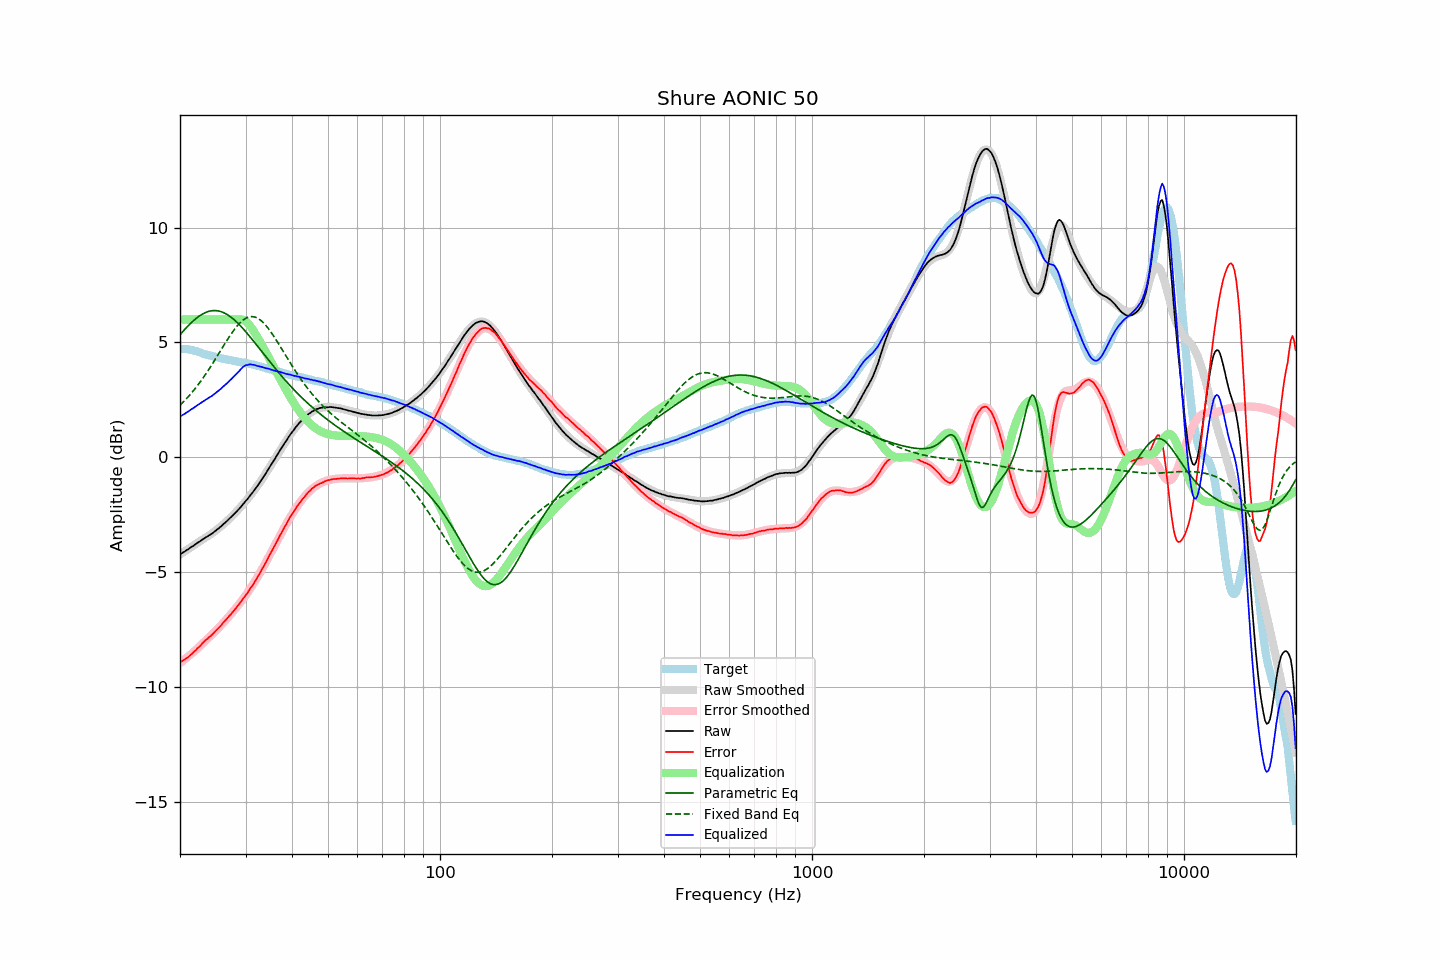 Shure AONIC 50
Amplitude (dBr)
10
5
0
−5
−10
−15
Target
Raw Smoothed
Error Smoothed
Raw
Error
Equalization
Parametric Eq
Fixed Band Eq
Equalized
100
1000
10000
Frequency (Hz)